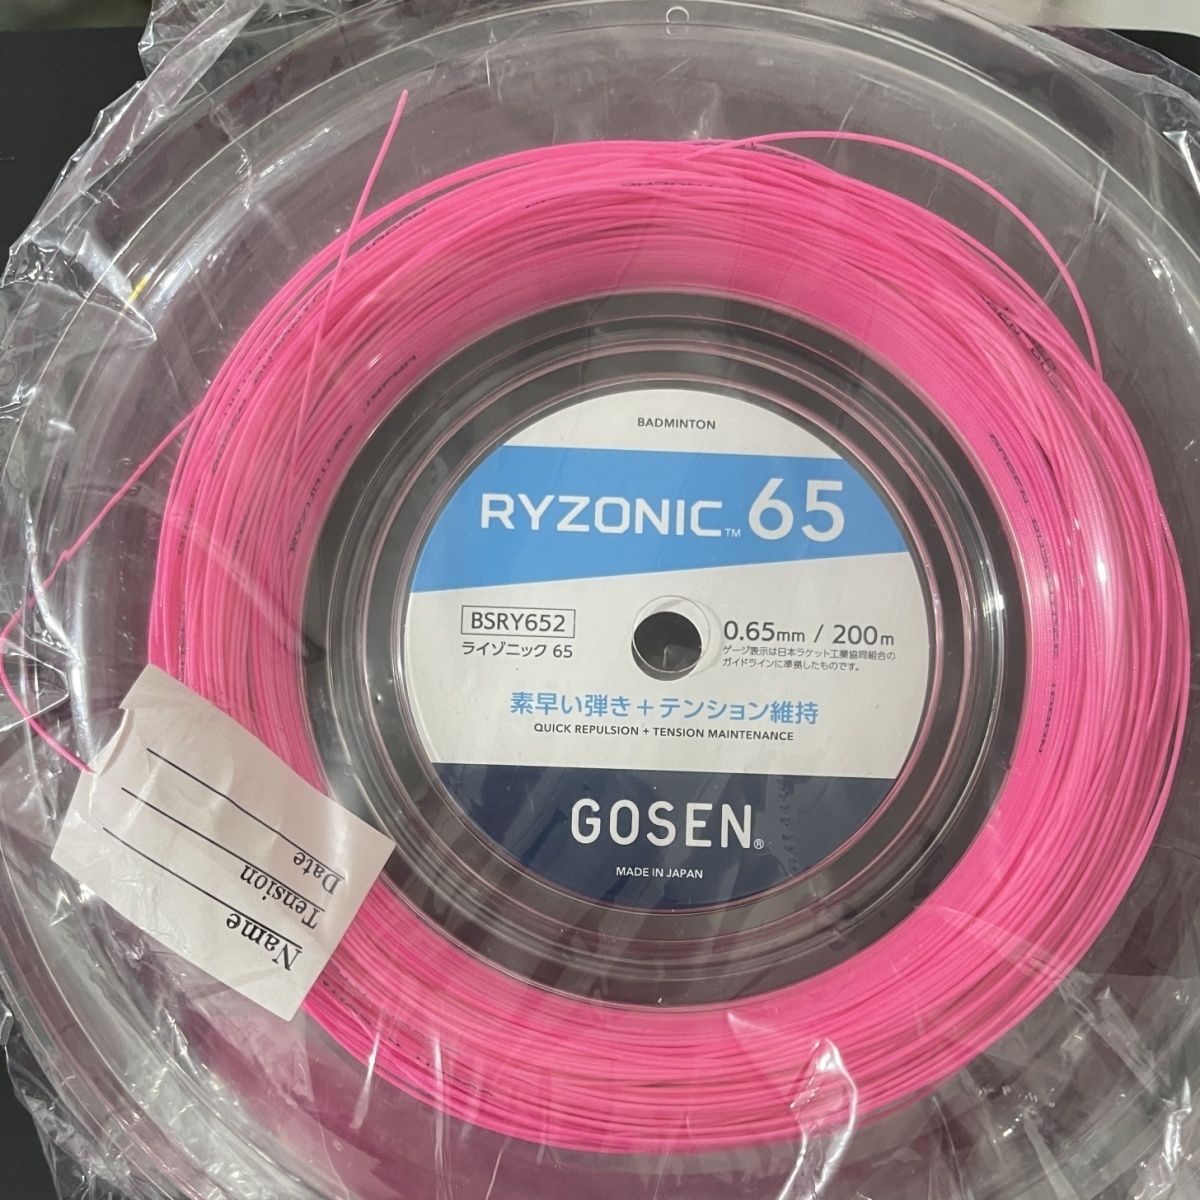 BADMINTON
RYZONIC™ 65
BSRY652
ライゾニック 65
0.65mm / 200m
ゲージ表示は日本ラケット工業協同組合の
ガイドラインに準拠したものです。
素早い弾き + テンション維持
QUICK REPULSION + TENSION MAINTENANCE
GOSEN®
MADE IN JAPAN
Name
Tension
Date